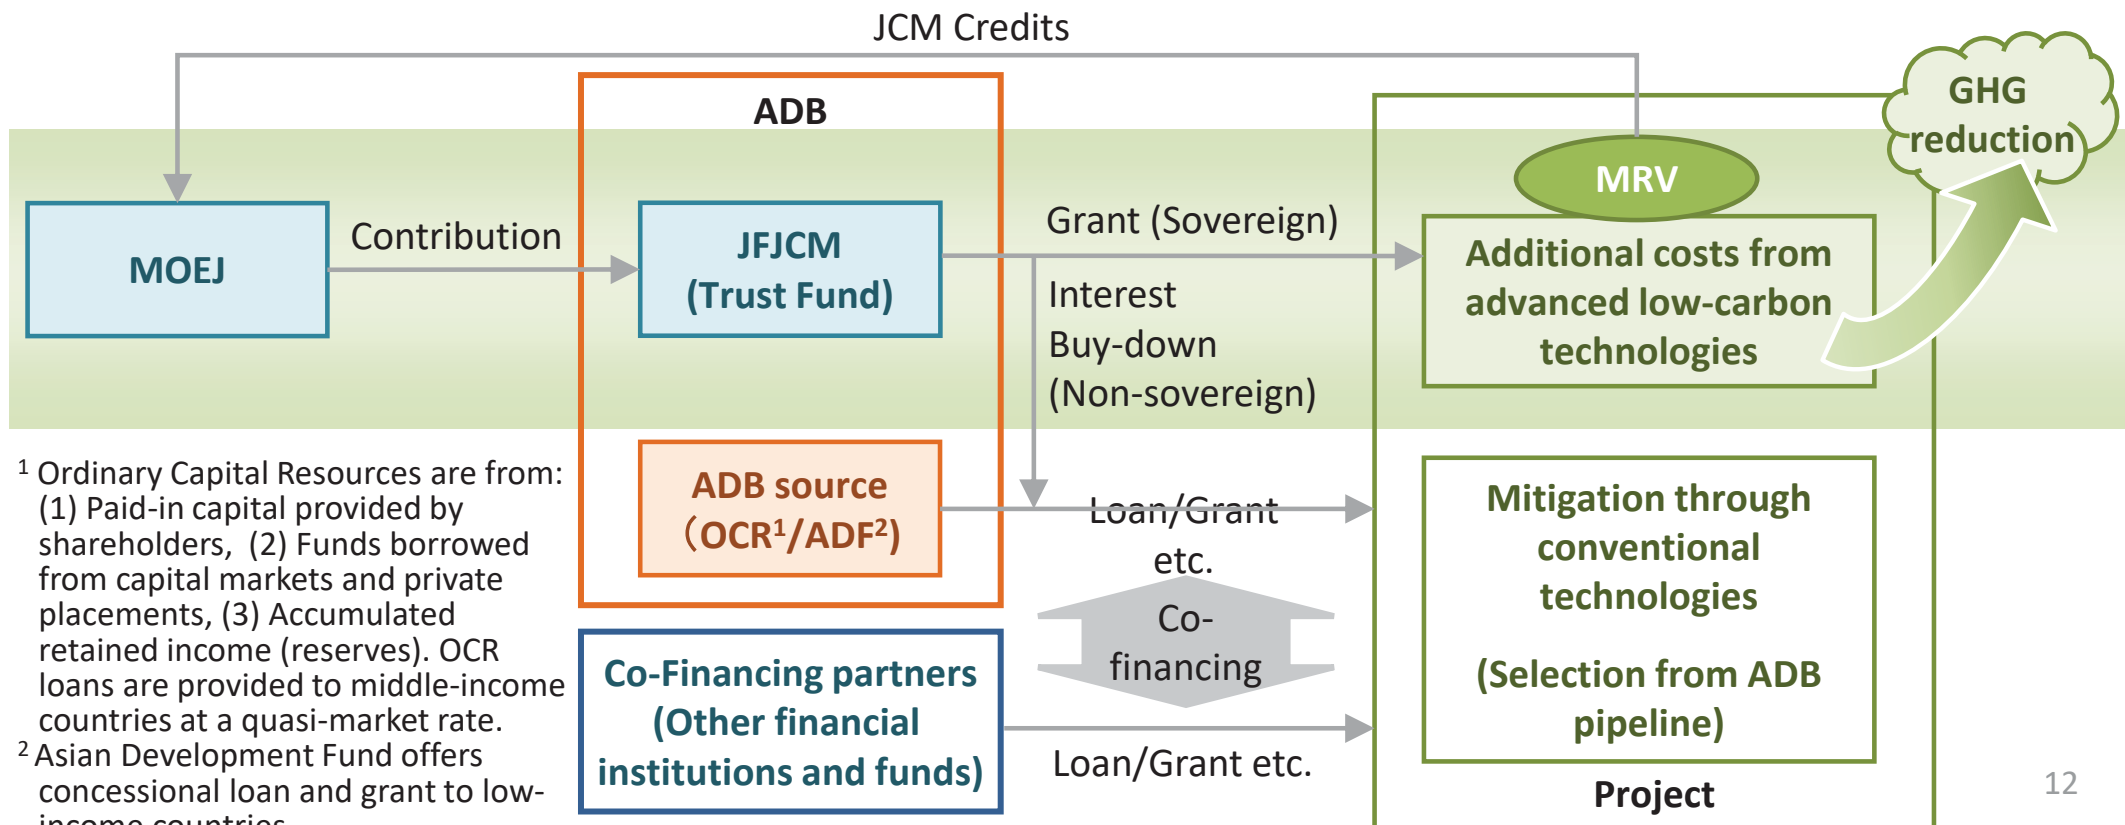 JCM Credits
ADB
GHG
reduction
MRV
MOEJ
Contribution
JFJCM
(Trust Fund)
Grant (Sovereign)
Interest
Buy-down
(Non-sovereign)
Additional costs from
advanced low-carbon
technologies
ADB source
（OCR¹/ADF²)
Loan/Grant
etc.
Co-
financing
Co-Financing partners
(Other financial
institutions and funds)
Loan/Grant etc.
Mitigation through
conventional
technologies
(Selection from ADB
pipeline)
Project
¹ Ordinary Capital Resources are from:
(1) Paid-in capital provided by
shareholders, (2) Funds borrowed
from capital markets and private
placements, (3) Accumulated
retained income (reserves). OCR
loans are provided to middle-income
countries at a quasi-market rate.
² Asian Development Fund offers
concessional loan and grant to low-
income countries
12